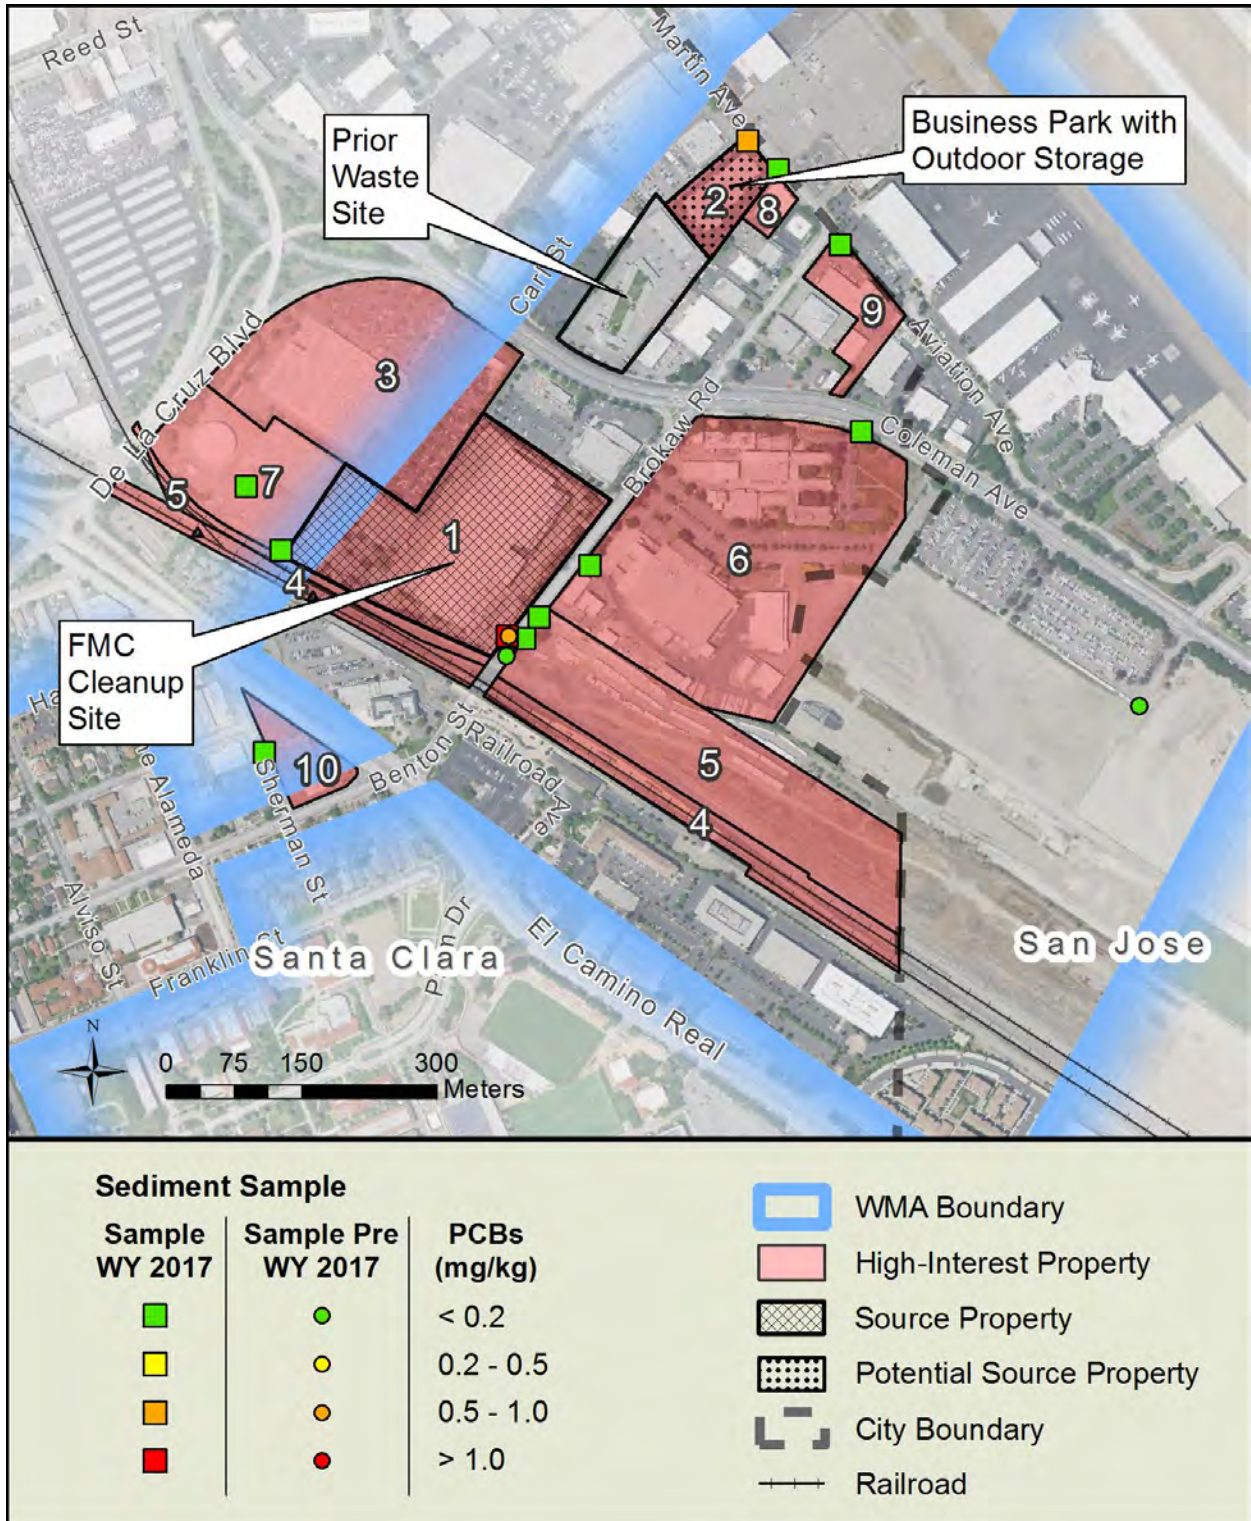 Reed St
Martin Ave
Prior
Waste
Site
Business Park with
Outdoor Storage
2
8
Carl St
9
De La Cruz Blvd
3
Aviation Ave
Brokaw Rd
Coleman Ave
7
5
1
6
4
FMC
Cleanup
Site
10
Benton St
Railroad Ave
5
4
The Alameda
Sherman St
Alviso St
Franklin St
Santa Clara
El Camino Real
San Jose
N
0 75 150 300
Meters
Sediment Sample
Sample
WY 2017
Sample Pre
WY 2017
PCBs
(mg/kg)
< 0.2
0.2 - 0.5
0.5 - 1.0
> 1.0
WMA Boundary
High-Interest Property
Source Property
Potential Source Property
City Boundary
Railroad